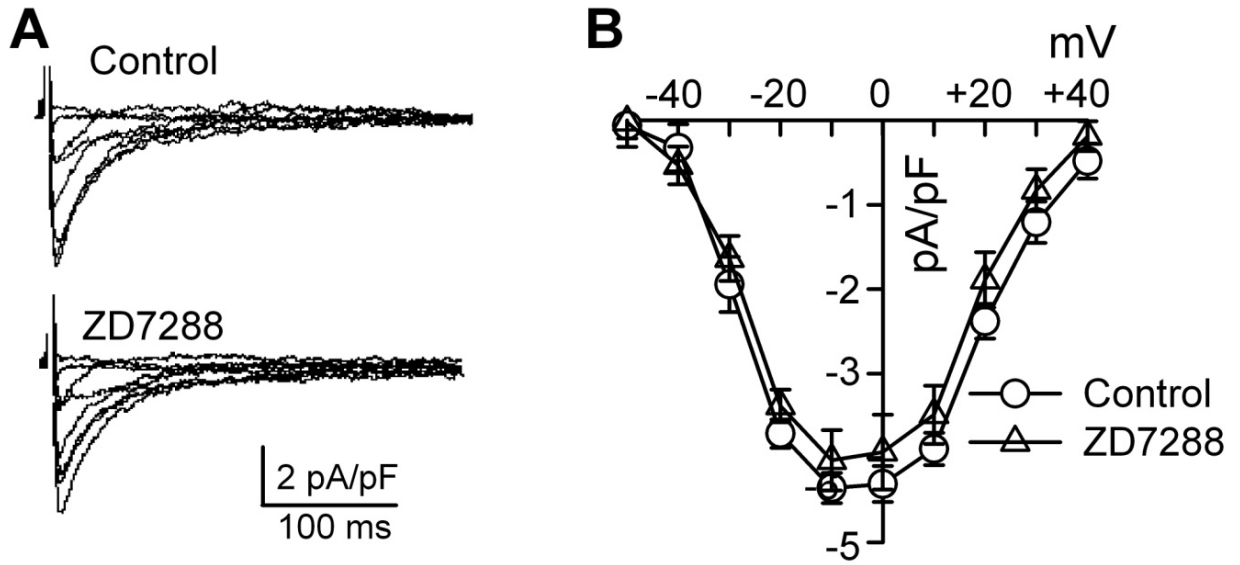 A
Control
ZD7288
2 pA/pF
100 ms
B
mV
-40 -20 0 +20 +40
pA/pF
-1
-2
-3
-5
Control
ZD7288